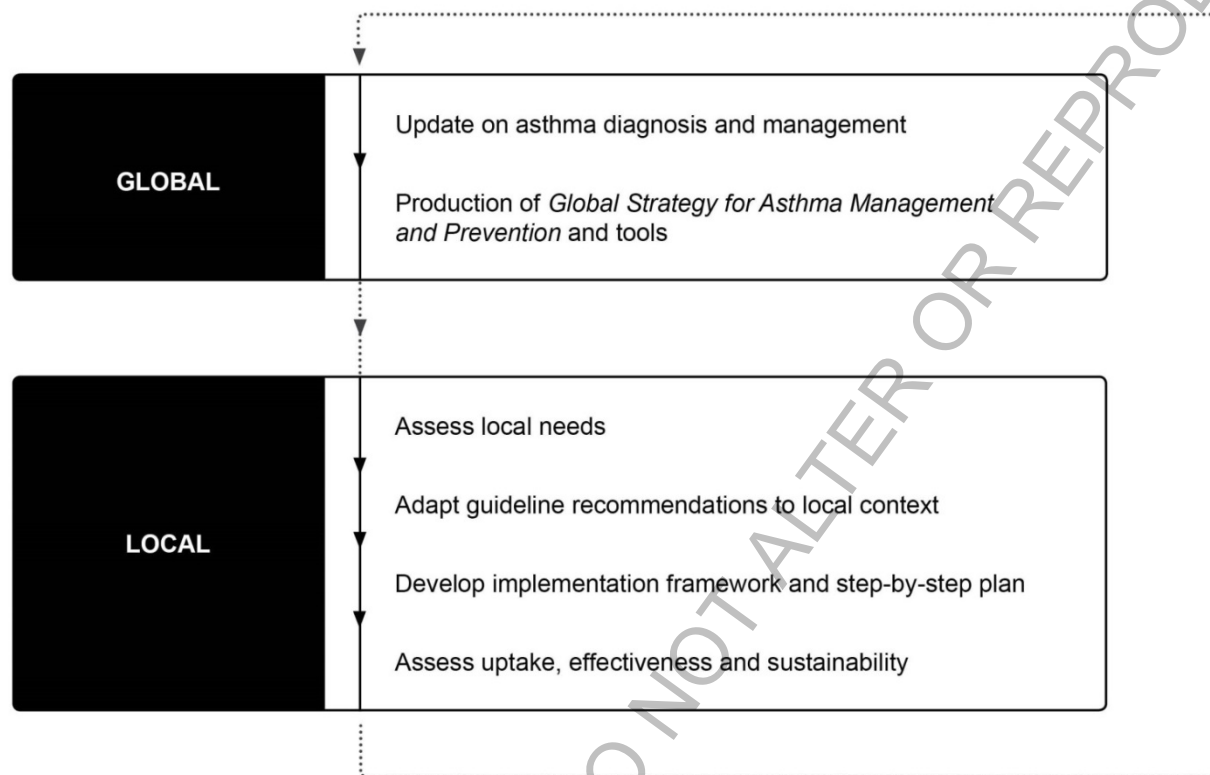 GLOBAL
Update on asthma diagnosis and management
Production of Global Strategy for Asthma Management
and Prevention and tools
LOCAL
Assess local needs
Adapt guideline recommendations to local context
Develop implementation framework and step-by-step plan
Assess uptake, effectiveness and sustainability
NOT ALTER OR